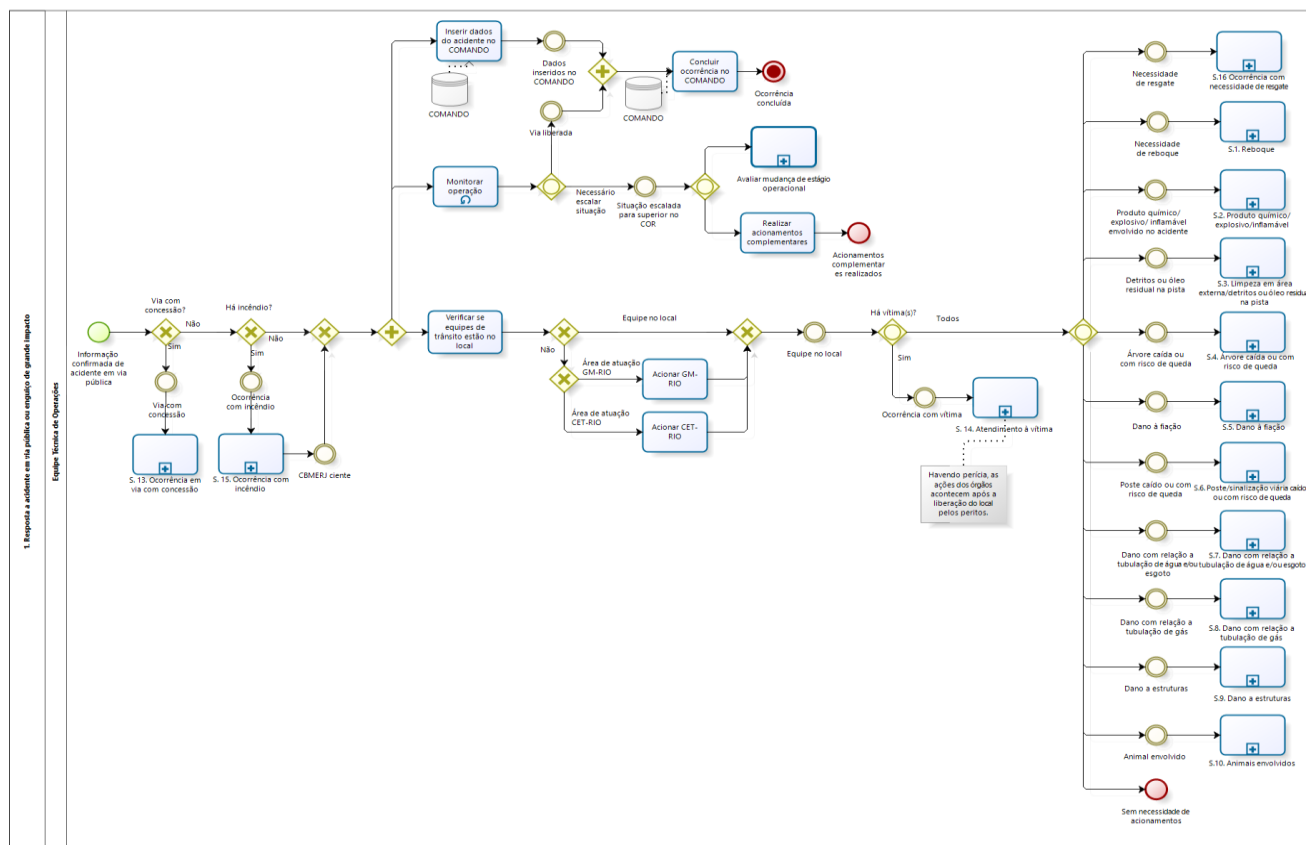 1. Resposta a acidente em via pública ou enguiço de grande impacto
Equipe Técnica de Operações
Inserir dados
do acidente no
COMANDO
COMANDO
Dados
inseridos no
COMANDO
Via liberada
COMANDO
Concluir
ocorrência no
COMANDO
Ocorrência
concluída
Monitorar
operação
Necessário
escalar
situação
Situação escalada
para superior no
COR
Avaliar mudança de estágio
operacional
Realizar
acionamentos
complementares
Acionamentos
complementar
es realizados
Informação
confirmada de
acidente em via
pública
Via com
concessão?
Não
Sim
Via com
concessão
S. 13. Ocorrência em
via com concessão
Há incêndio?
Não
Sim
Ocorrência
com incêndio
S. 15. Ocorrência com
incêndio
CBMERJ ciente
Verificar se
equipes de
trânsito estão no
local
Equipe no local
Não
Área de atuação
GM-RIO
Acionar GM-
RIO
Área de atuação
CET-RIO
Acionar CET-
RIO
Equipe no local
Há vítima(s)?
Todos
Sim
Ocorrência com vítima
S. 14. Atendimento à vítima
Havendo perícia, as
ações dos órgãos
acontecem após a
liberação do local
pelos peritos.
Necessidade
de resgate
S.16 Ocorrência com
necessidade de resgate
Necessidade
de reboque
S.1. Reboque
Produto químico/
explosivo/ inflamável
envolvido no acidente
S.2. Produto químico/
explosivo/inflamável
Detritos ou óleo
residual na pista
S.3. Limpeza em área
externa/detritos ou óleo residual
na pista
Árvore caída ou
com risco de queda
S.4. Árvore caída ou com
risco de queda
Dano à fiação
S.5. Dano à fiação
Poste caído ou com
risco de queda
S.6. Poste/sinalização viária caído
ou com risco de queda
Dano com relação a
tubulação de água e/ou
esgoto
S.7. Dano com relação a
tubulação de água e/ou esgoto
Dano com relação a
tubulação de gás
S.8. Dano com relação a
tubulação de gás
Dano a estruturas
S.9. Dano a estruturas
Animal envolvido
S.10. Animais envolvidos
Sem necessidade de
acionamentos